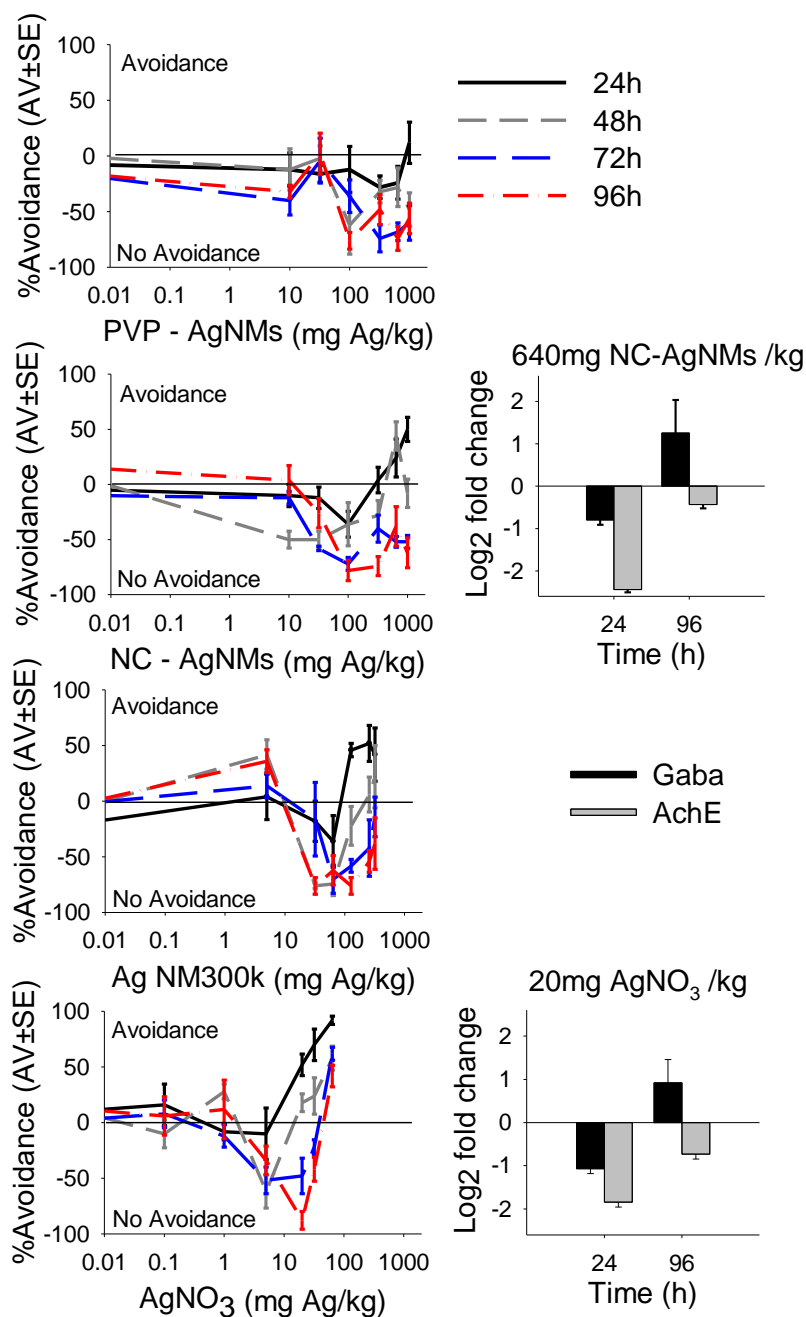 %Avoidance (AV±SE)
100
50
0
-50
-100
Avoidance
No Avoidance
0.01 0.1 1 10 100 1000
PVP - AgNMs (mg Ag/kg)
24h
48h
72h
96h
%Avoidance (AV±SE)
100
50
0
-50
-100
Avoidance
No Avoidance
0.01 0.1 1 10 100 1000
NC - AgNMs (mg Ag/kg)
640mg NC-AgNMs /kg
Log2 fold change
2
1
0
-1
-2
24 96
Time (h)
%Avoidance (AV±SE)
100
50
0
-50
-100
Avoidance
No Avoidance
0.01 0.1 1 10 100 1000
Ag NM300k (mg Ag/kg)
Gaba
AchE
%Avoidance (AV±SE)
100
50
0
-50
-100
Avoidance
No Avoidance
0.01 0.1 1 10 100 1000
AgNO3 (mg Ag/kg)
20mg AgNO3 /kg
Log2 fold change
2
1
0
-1
-2
24 96
Time (h)